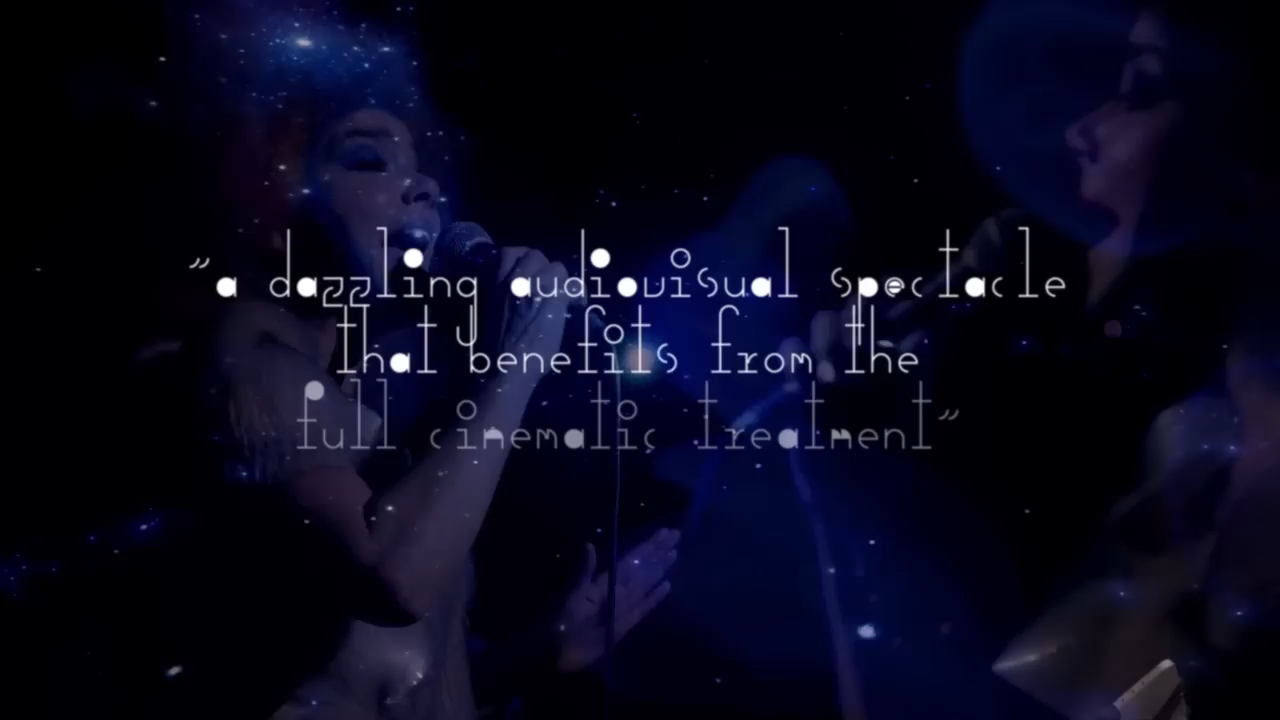 "a dazzling audiovisual spectacle
that benefits from the
full cinematic treatment"